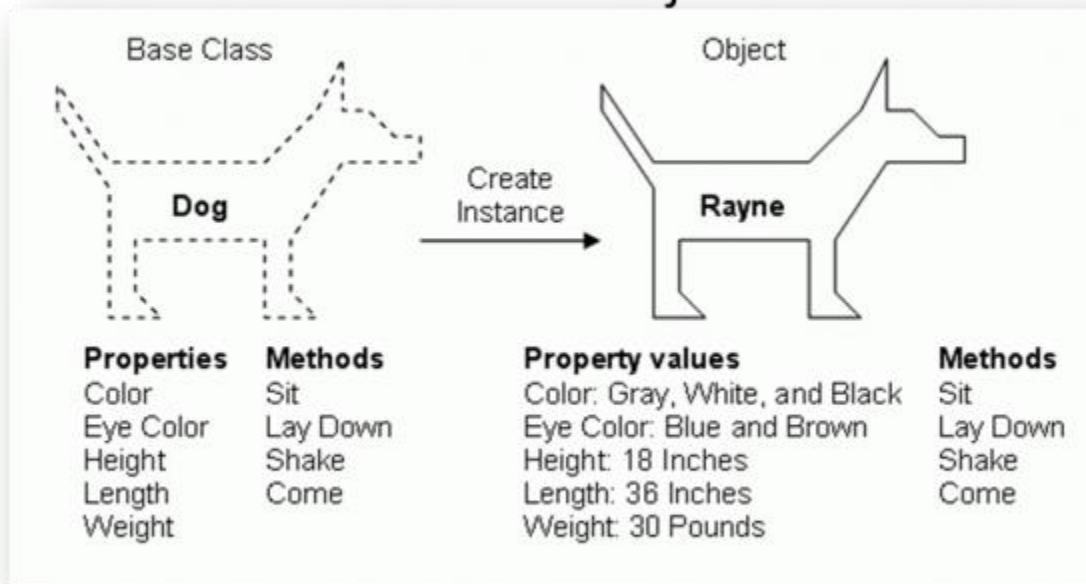 Base Class
Object
Dog
Create
Instance
Rayne
Properties
Color
Eye Color
Height
Length
Weight
Methods
Sit
Lay Down
Shake
Come
Property values
Color: Gray, White, and Black
Eye Color: Blue and Brown
Height: 18 Inches
Length: 36 Inches
Weight: 30 Pounds
Methods
Sit
Lay Down
Shake
Come